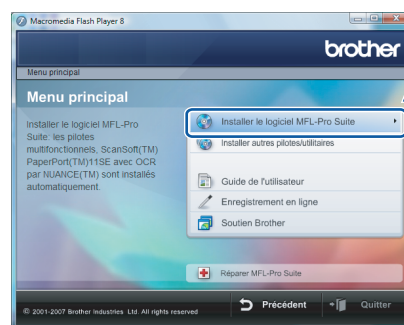 Macromedia Flash Player 8
brother
Menu principal
Menu principal
Installer le logiciel MFL-Pro
Suite: les pilotes
multifonctionnels, ScanSoft(TM)
PaperPort(TM)11SE avec OCR
par NUANCE(TM) sont installés
automatiquement.
Installer le logiciel MFL-Pro Suite
Installer autres pilotes/utilitaires
Guide de l'utilisateur
Enregistrement en ligne
Soutien Brother
Réparer MFL-Pro Suite
© 2001-2007 Brother Industries Ltd. All rights reserved
Précédent
Quitter